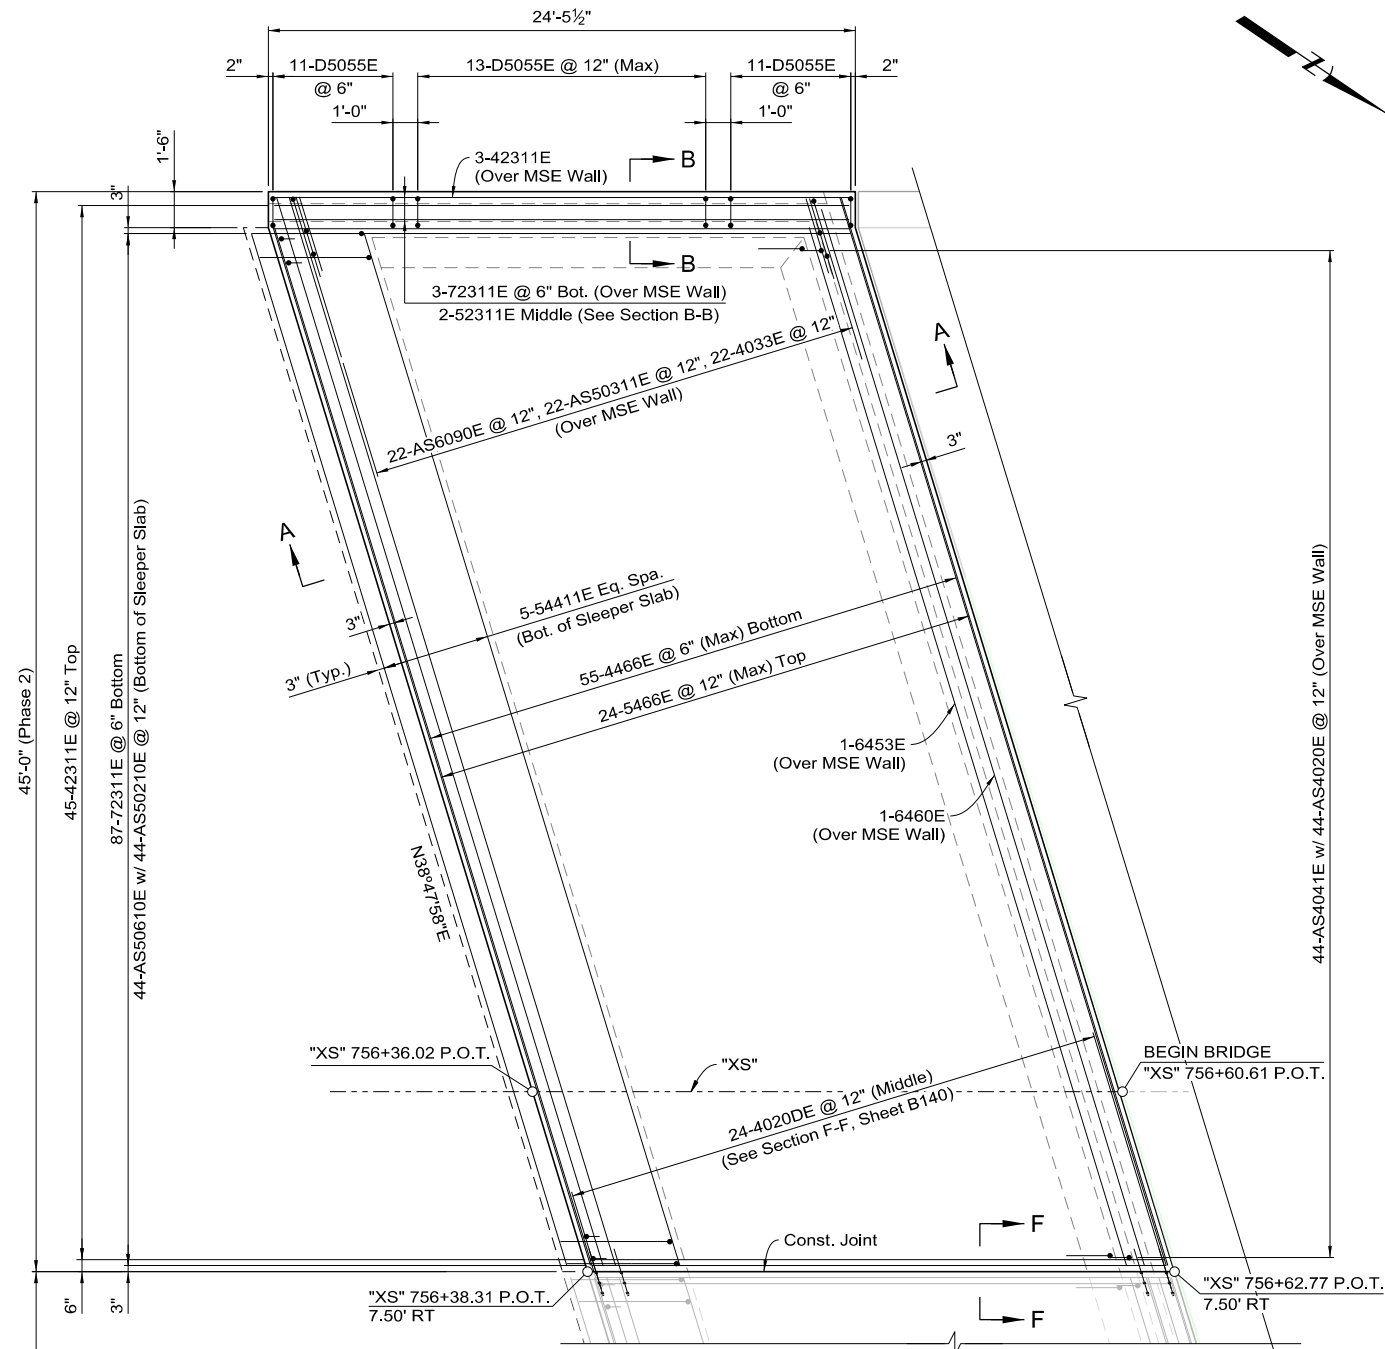 24'-5½"
2"
11-D5055E
@ 6"
13-D5055E @ 12" (Max)
11-D5055E
@ 6"
2"
1'-0"
1'-0"
N
1'-6"
3"
3-42311E
(Over MSE Wall)
B
B
3-72311E @ 6" Bot. (Over MSE Wall)
2-52311E Middle (See Section B-B)
22-AS6090E @ 12", 22-AS50311E @ 12", 22-4033E @ 12"
(Over MSE Wall)
A
3"
A
5-54411E Eq. Spa.
(Bot. of Sleeper Slab)
3"
3" (Typ.)
55-4466E @ 6" (Max) Bottom
24-5466E @ 12" (Max) Top
1-6453E
(Over MSE Wall)
1-6460E
(Over MSE Wall)
45'-0" (Phase 2)
45-42311E @ 12" Top
87-72311E @ 6" Bottom
44-AS50610E w/ 44-AS50210E @ 12" (Bottom of Sleeper Slab)
44-AS4041E w/ 44-AS4020E @ 12" (Over MSE Wall)
N38º47'58"E
"XS" 756+36.02 P.O.T.
"XS"
BEGIN BRIDGE
"XS" 756+60.61 P.O.T.
24-4020DE @ 12" (Middle)
(See Section F-F, Sheet B140)
F
Const. Joint
6"
3"
"XS" 756+38.31 P.O.T.
7.50' RT
"XS" 756+62.77 P.O.T.
7.50' RT
F